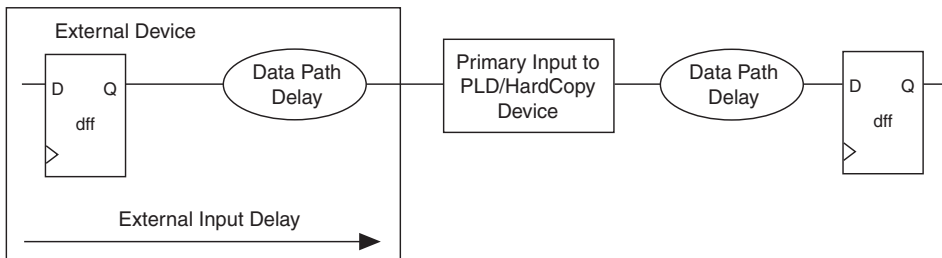 External Device
D Q
dff
Data Path
Delay
External Input Delay
Primary Input to
PLD/HardCopy
Device
Data Path
Delay
D Q
dff